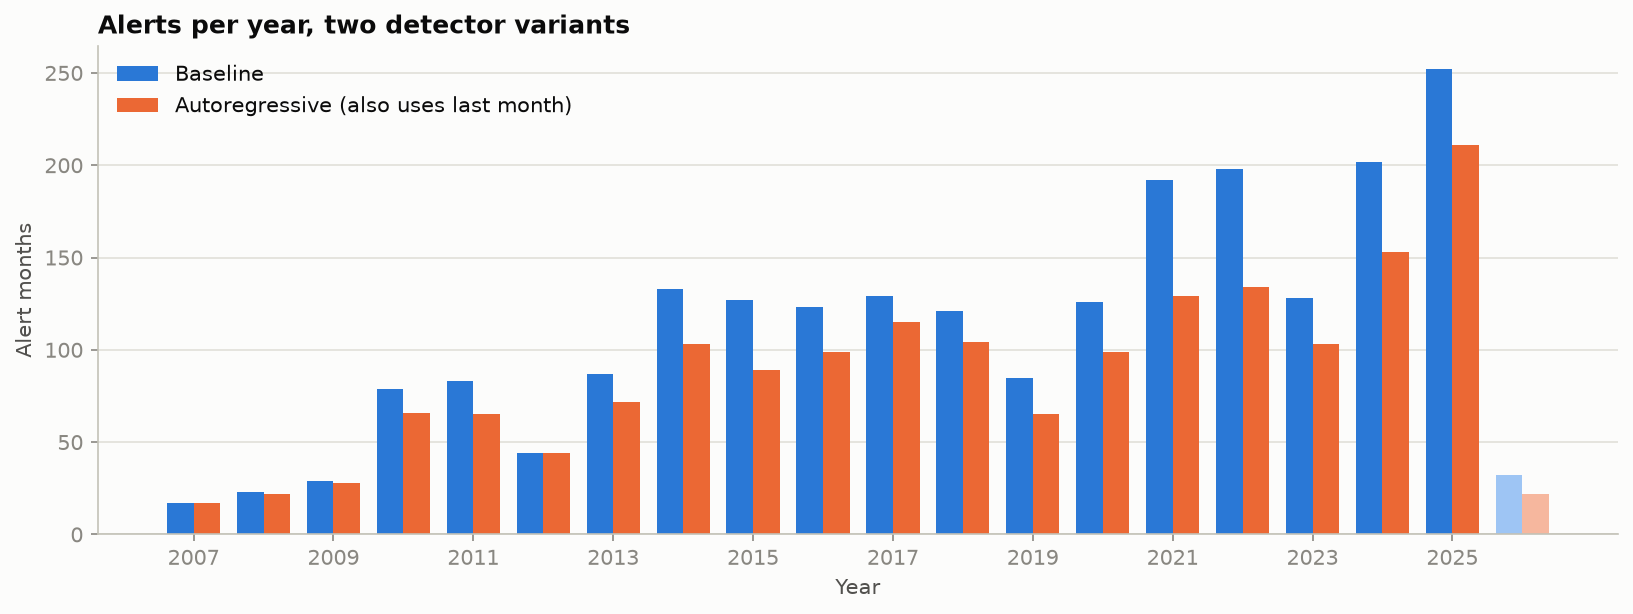 Alerts per year, two detector variants
Baseline
Autoregressive (also uses last month)
Alert months
250
200
150
100
50
0
2007 2009 2011 2013 2015 2017 2019 2021 2023 2025
Year